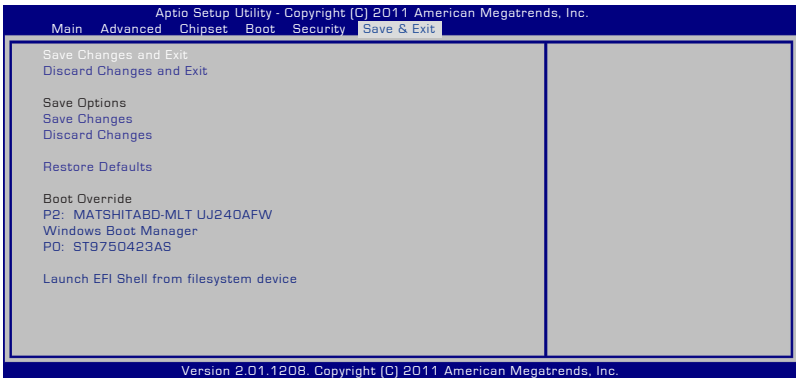 Aptio Setup Utility - Copyright (C) 2011 American Megatrends, Inc.
Main Advanced Chipset Boot Security Save & Exit
Save Changes and Exit
Discard Changes and Exit
Save Options
Save Changes
Discard Changes
Restore Defaults
Boot Override
P2: MATSHITABD-MLT UJ240AFW
Windows Boot Manager
P0: ST9750423AS
Launch EFI Shell from filesystem device
Version 2.01.1208. Copyright (C) 2011 American Megatrends, Inc.